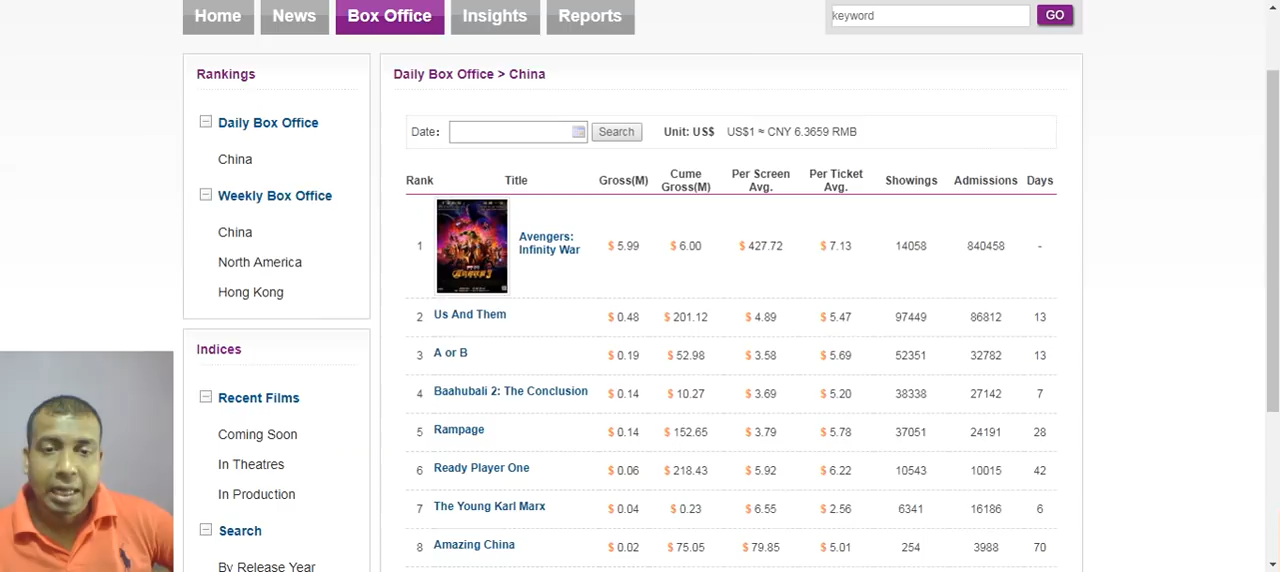 Home News Box Office Insights Reports keyword GO
Rankings
Daily Box Office
China
Weekly Box Office
China
North America
Hong Kong
Indices
Recent Films
Coming Soon
In Theatres
In Production
Search
By Release Year
Daily Box Office > China
Date: Search Unit: US$ US$1 ≈ CNY 6.3659 RMB
Rank Title Gross(M) Cume Gross(M) Per Screen Avg. Per Ticket Avg. Showings Admissions Days
1 Avengers: Infinity War $ 5.99 $ 6.00 $ 427.72 $ 7.13 14058 840458 -
2 Us And Them $ 0.48 $ 201.12 $ 4.89 $ 5.47 97449 86812 13
3 A or B $ 0.19 $ 52.98 $ 3.58 $ 5.69 52351 32782 13
4 Baahubali 2: The Conclusion $ 0.14 $ 10.27 $ 3.69 $ 5.20 38338 27142 7
5 Rampage $ 0.14 $ 152.65 $ 3.79 $ 5.78 37051 24191 28
6 Ready Player One $ 0.06 $ 218.43 $ 5.92 $ 6.22 10543 10015 42
7 The Young Karl Marx $ 0.04 $ 0.23 $ 6.55 $ 2.56 6341 16186 6
8 Amazing China $ 0.02 $ 75.05 $ 79.85 $ 5.01 254 3988 70